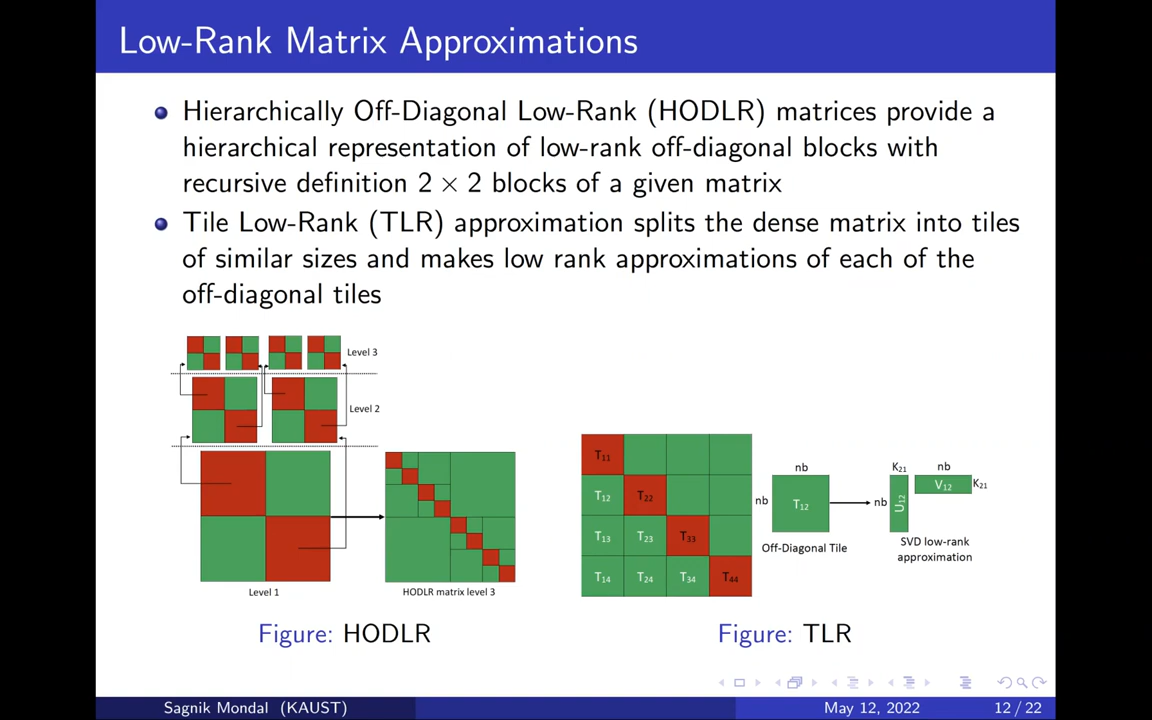 Low-Rank Matrix Approximations
Hierarchically Off-Diagonal Low-Rank (HODLR) matrices provide a
hierarchical representation of low-rank off-diagonal blocks with
recursive definition 2 × 2 blocks of a given matrix
Tile Low-Rank (TLR) approximation splits the dense matrix into tiles
of similar sizes and makes low rank approximations of each of the
off-diagonal tiles
Level 3
Level 2
Level 1
HODLR matrix level 3
Figure: HODLR
T₁₁
T₁₂ T₂₂
T₁₃ T₂₃ T₃₃
T₁₄ T₂₄ T₃₄ T₄₄
nb
nb
T₁₂
Off-Diagonal Tile
K₂₁
nb
nb
U₁₂
V₁₂
K₂₁
SVD low-rank
approximation
Figure: TLR
Sagnik Mondal (KAUST)
May 12, 2022
12 / 22